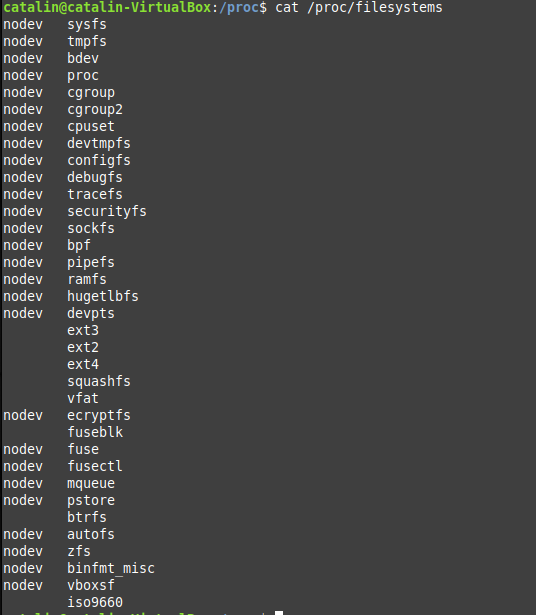 catalin@catalin-VirtualBox:/proc$ cat /proc/filesystems
nodev   sysfs
nodev   tmpfs
nodev   bdev
nodev   proc
nodev   cgroup
nodev   cgroup2
nodev   cpuset
nodev   devtmpfs
nodev   configfs
nodev   debugfs
nodev   tracefs
nodev   securityfs
nodev   sockfs
nodev   bpf
nodev   pipefs
nodev   ramfs
nodev   hugetlbfs
nodev   devpts
        ext3
        ext2
        ext4
        squashfs
        vfat
nodev   ecryptfs
        fuseblk
nodev   fuse
nodev   fusectl
nodev   mqueue
nodev   pstore
        btrfs
nodev   autofs
nodev   zfs
nodev   binfmt_misc
nodev   vboxsf
        iso9660